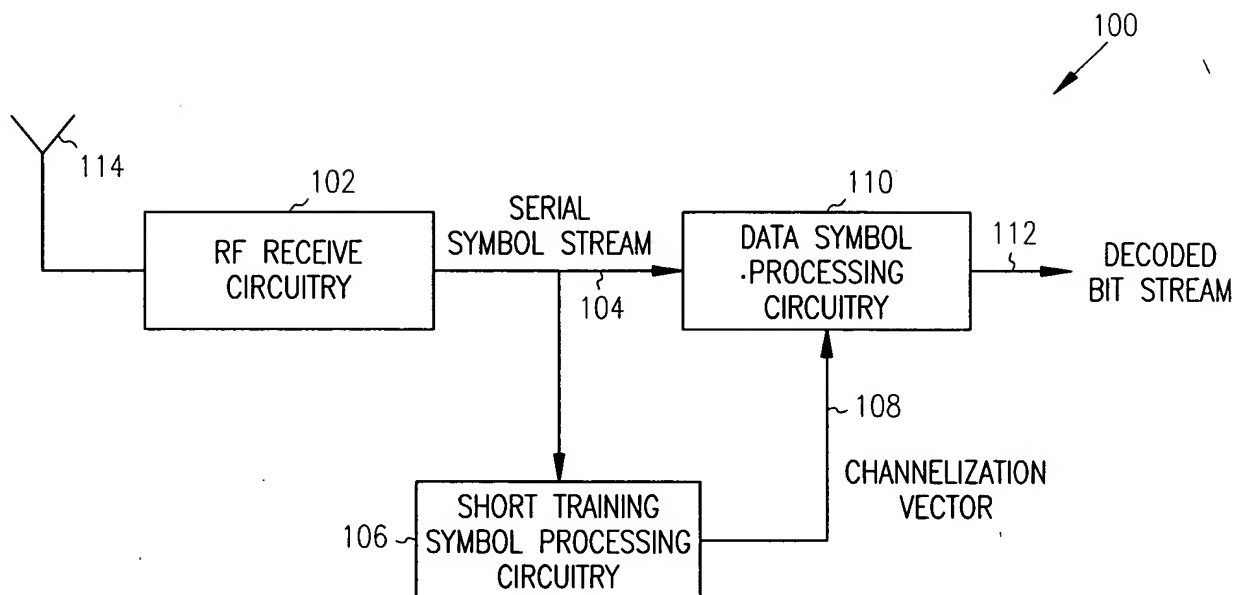 100
114
102
RF RECEIVE
CIRCUITRY
SERIAL
SYMBOL STREAM
104
110
DATA SYMBOL
PROCESSING
CIRCUITRY
112
DECODED
BIT STREAM
108
CHANNELIZATION
VECTOR
106
SHORT TRAINING
SYMBOL PROCESSING
CIRCUITRY